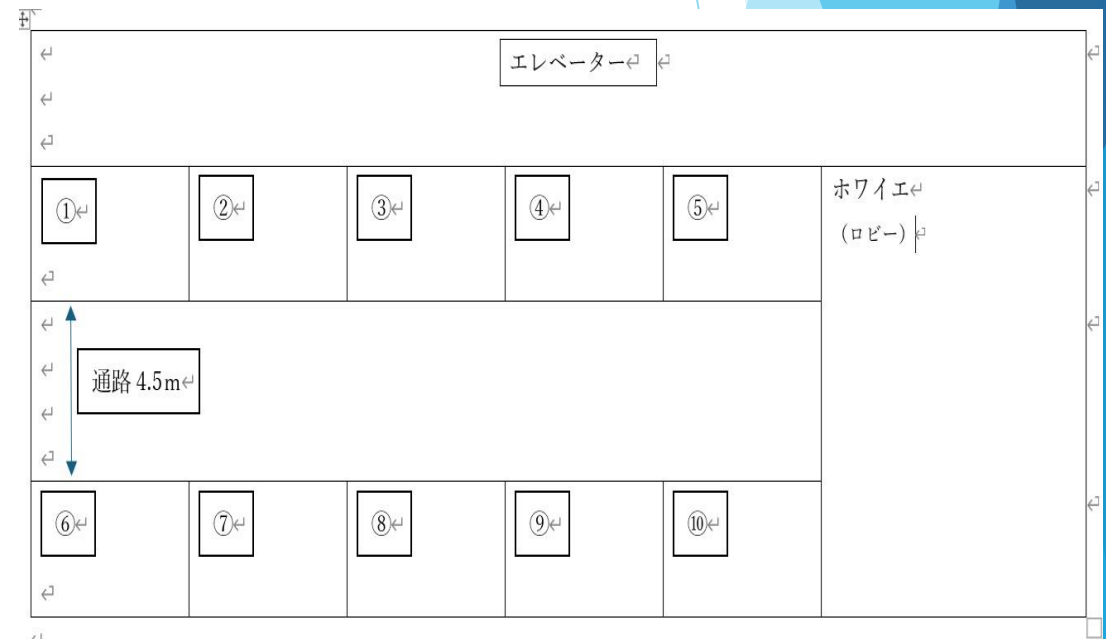 エレベーター
①
②
③
④
⑤
ホワイエ
（ロビー）
通路 4.5m
⑥
⑦
⑧
⑨
⑩